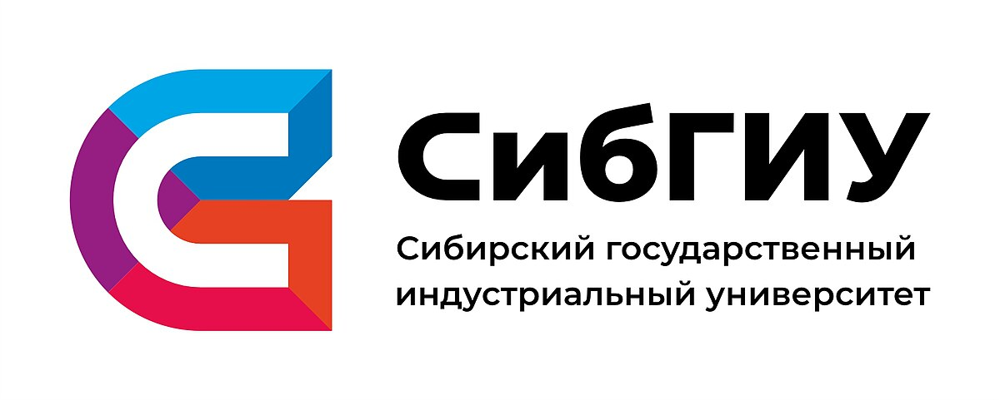 СибГИУ
Сибирский государственный
индустриальный университет